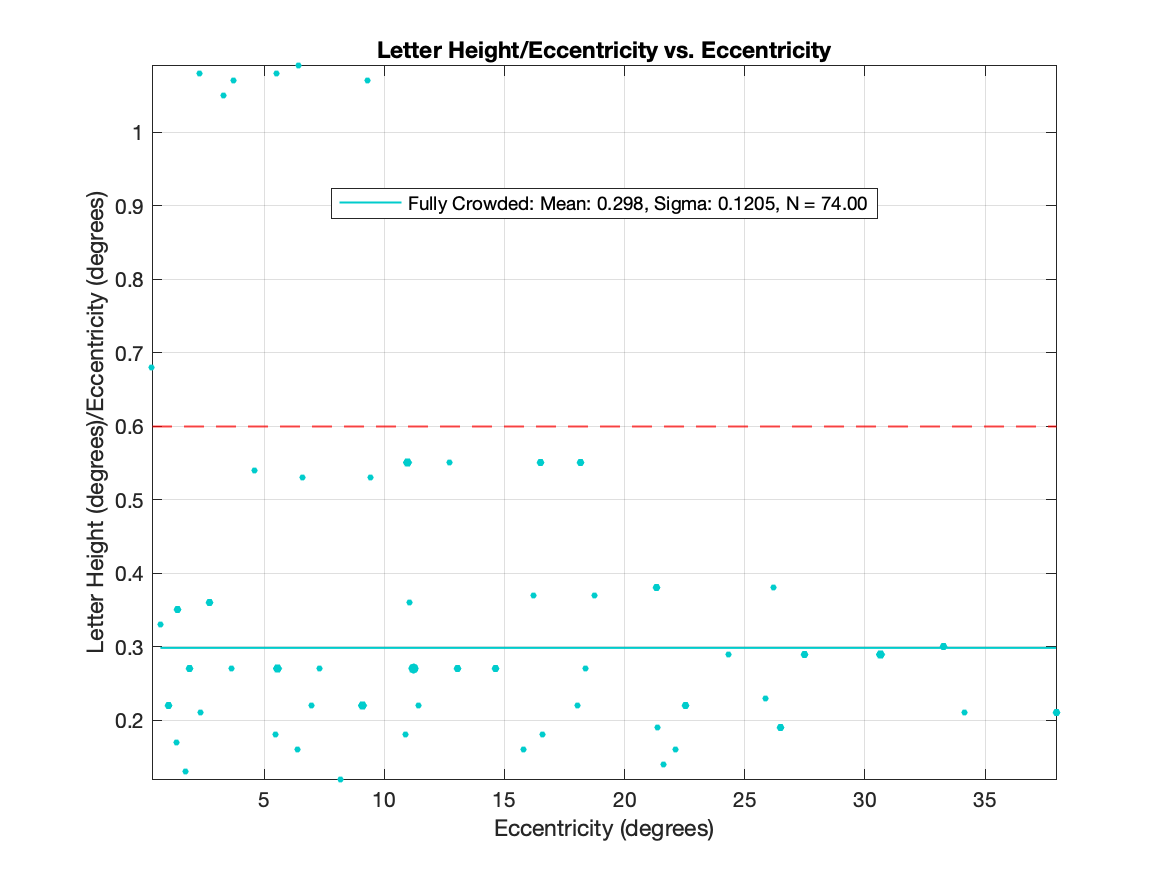 Letter Height/Eccentricity vs. Eccentricity
1
0.9
0.8
0.7
0.6
0.5
0.4
0.3
0.2
Letter Height (degrees)/Eccentricity (degrees)
Fully Crowded: Mean: 0.298, Sigma: 0.1205, N = 74.00
5 10 15 20 25 30 35
Eccentricity (degrees)